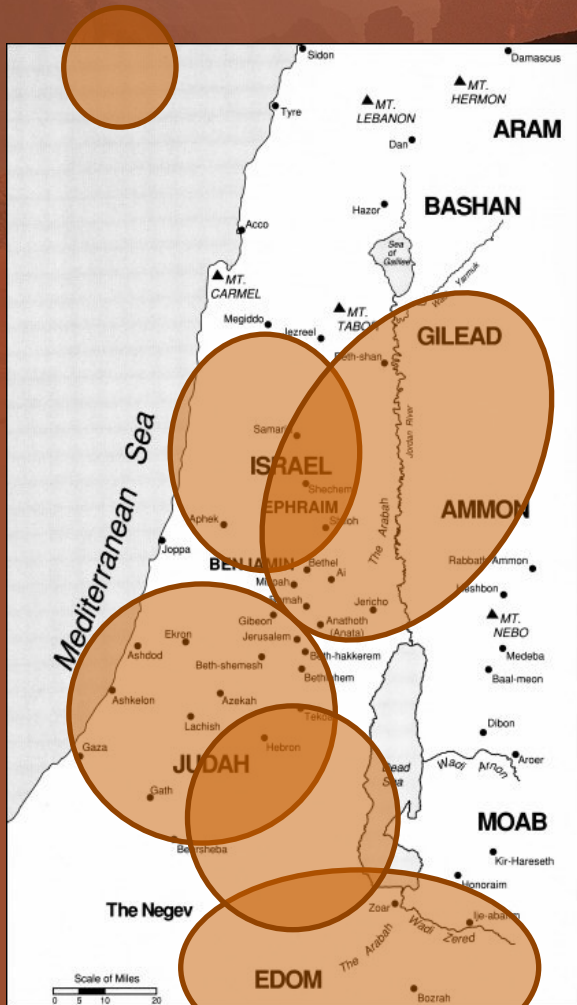 Sidon
Damascus
MT.
HERMON
MT.
LEBANON
Tyre
ARAM
Dan
Hazor
BASHAN
Acco
Sea
of
Galilee
Wadi Yarmuk
MT.
CARMEL
MT.
TABOR
Megiddo
Jezreel
GILEAD
Beth-shan
Jordan River
Samaria
ISRAEL
Shechem
EPHRAIM
Shiloh
Aphek
The Arabah
AMMON
Mediterranean Sea
Joppa
BENJAMIN
Bethel
Rabbath-Ammon
Mizpah
Ai
Heshbon
Ramah
Jericho
Gibeon
Anathoth
(Anata)
MT.
NEBO
Ekron
Jerusalem
Ashdod
Beth-hakkerem
Medeba
Beth-shemesh
Bethlehem
Baal-meon
Ashkelon
Azekah
Tekoa
Lachish
Dibon
Hebron
Gaza
JUDAH
Dead
Sea
Wadi Arnon
Aroer
Gath
MOAB
Beersheba
Kir-Hareseth
Honoraim
The Negev
Zoar
Ije-abarim
The Arabah
Wadi Zered
EDOM
Scale of Miles
0 5 10 20
Bozrah